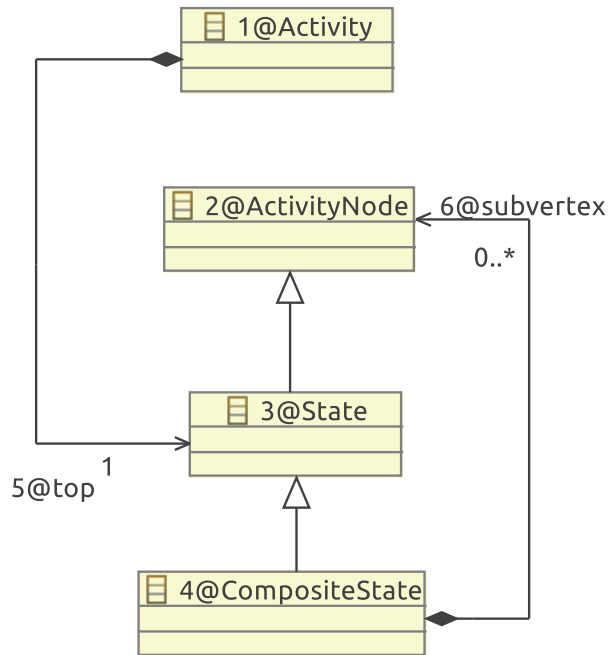 1@Activity
2@ActivityNode
6@subvertex
0..*
3@State
1
5@top
4@CompositeState